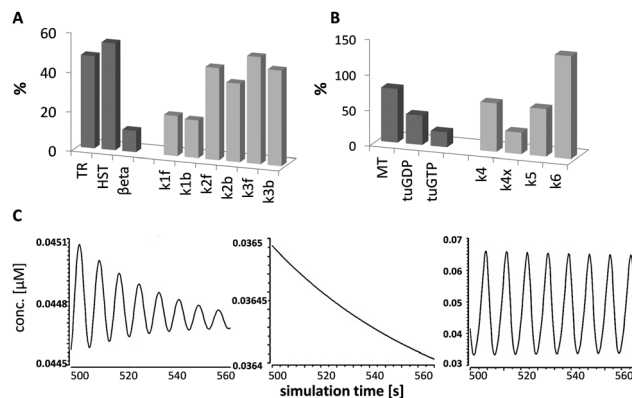 A
%
60
40
20
0
TR
HST
βeta
k1f
k1b
k2f
k2b
k3f
k3b
B
%
150
100
50
0
MT
tuGDP
tuGTP
k4
k4x
k5
k6
C
conc. [µM]
0.0451
0.0448
0.0445
500 520 540 560
0.0365
0.03645
0.0364
500 520 540 560
0.07
0.06
0.05
0.04
0.03
500 520 540 560
simulation time [s]